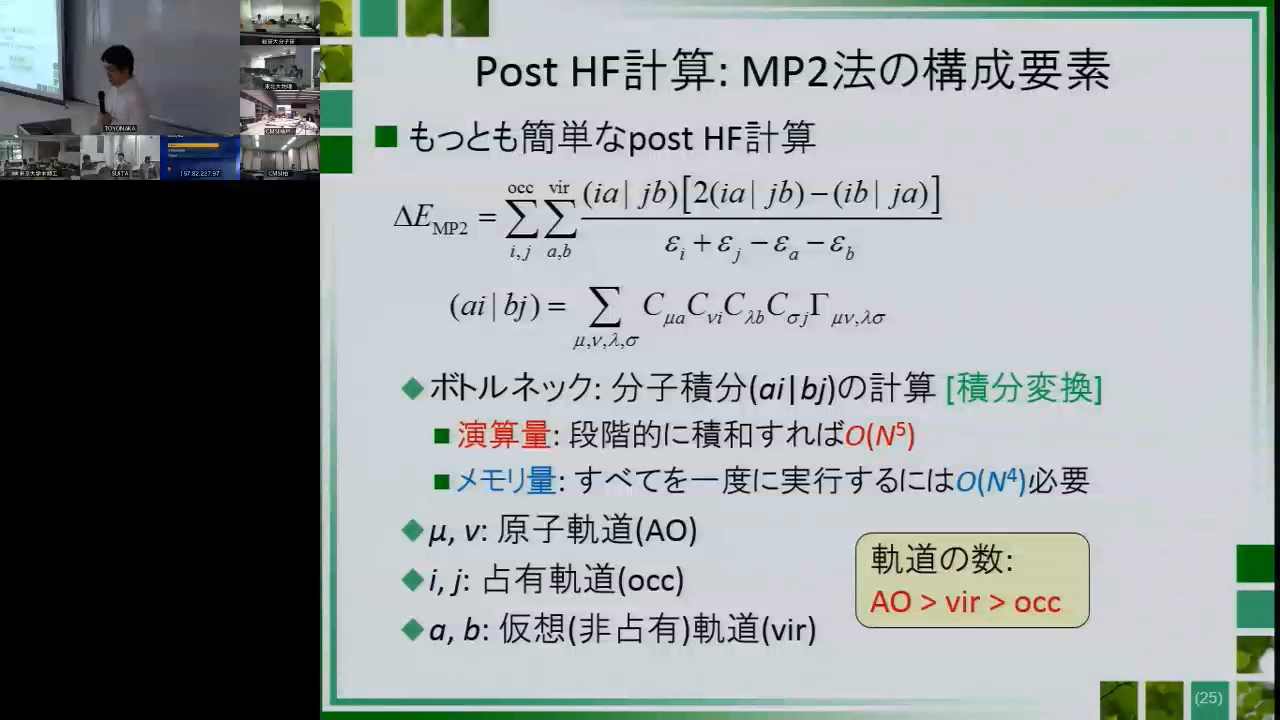 Post HF計算: MP2法の構成要素
もっとも簡単なpost HF計算
ΔE_MP2 = Σ^occ_{i,j} Σ^vir_{a,b} (ia | jb)[2(ia | jb) − (ib | ja)] / ε_i + ε_j − ε_a − ε_b
(ai | bj) = Σ_{μ,ν,λ,σ} C_μa C_νi C_λb C_σj Γ_μν,λσ
ボトルネック: 分子積分(ai|bj)の計算 [積分変換]
演算量: 段階的に積和すればO(N⁵)
メモリ量: すべてを一度に実行するにはO(N⁴)必要
μ, ν: 原子軌道(AO)
i, j: 占有軌道(occ)
a, b: 仮想(非占有)軌道(vir)
軌道の数:
AO > vir > occ
(25)
TOYONAKA
SUITA
157.82.227.97